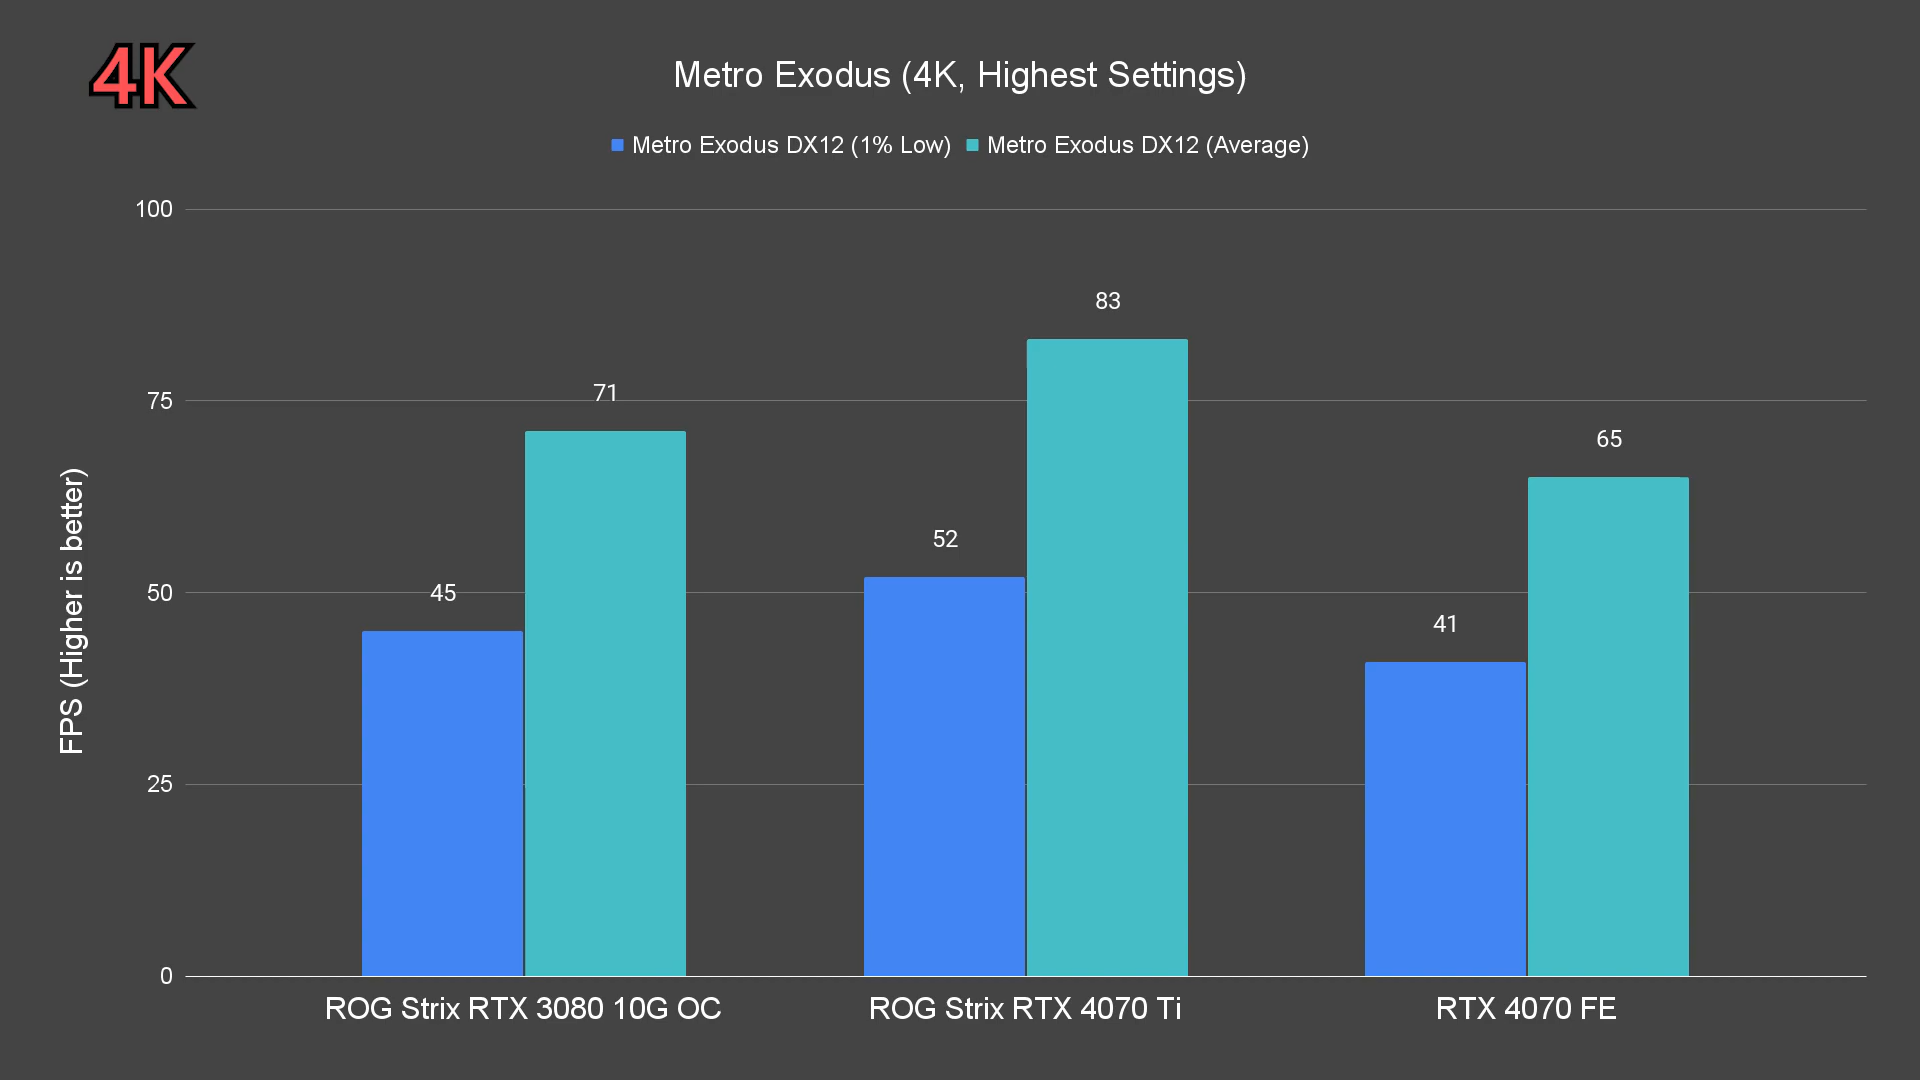 4K
Metro Exodus (4K, Highest Settings)
Metro Exodus DX12 (1% Low) Metro Exodus DX12 (Average)
100
83
71
75
65
52
45
50
41
25
0
FPS (Higher is better)
ROG Strix RTX 3080 10G OC ROG Strix RTX 4070 Ti RTX 4070 FE